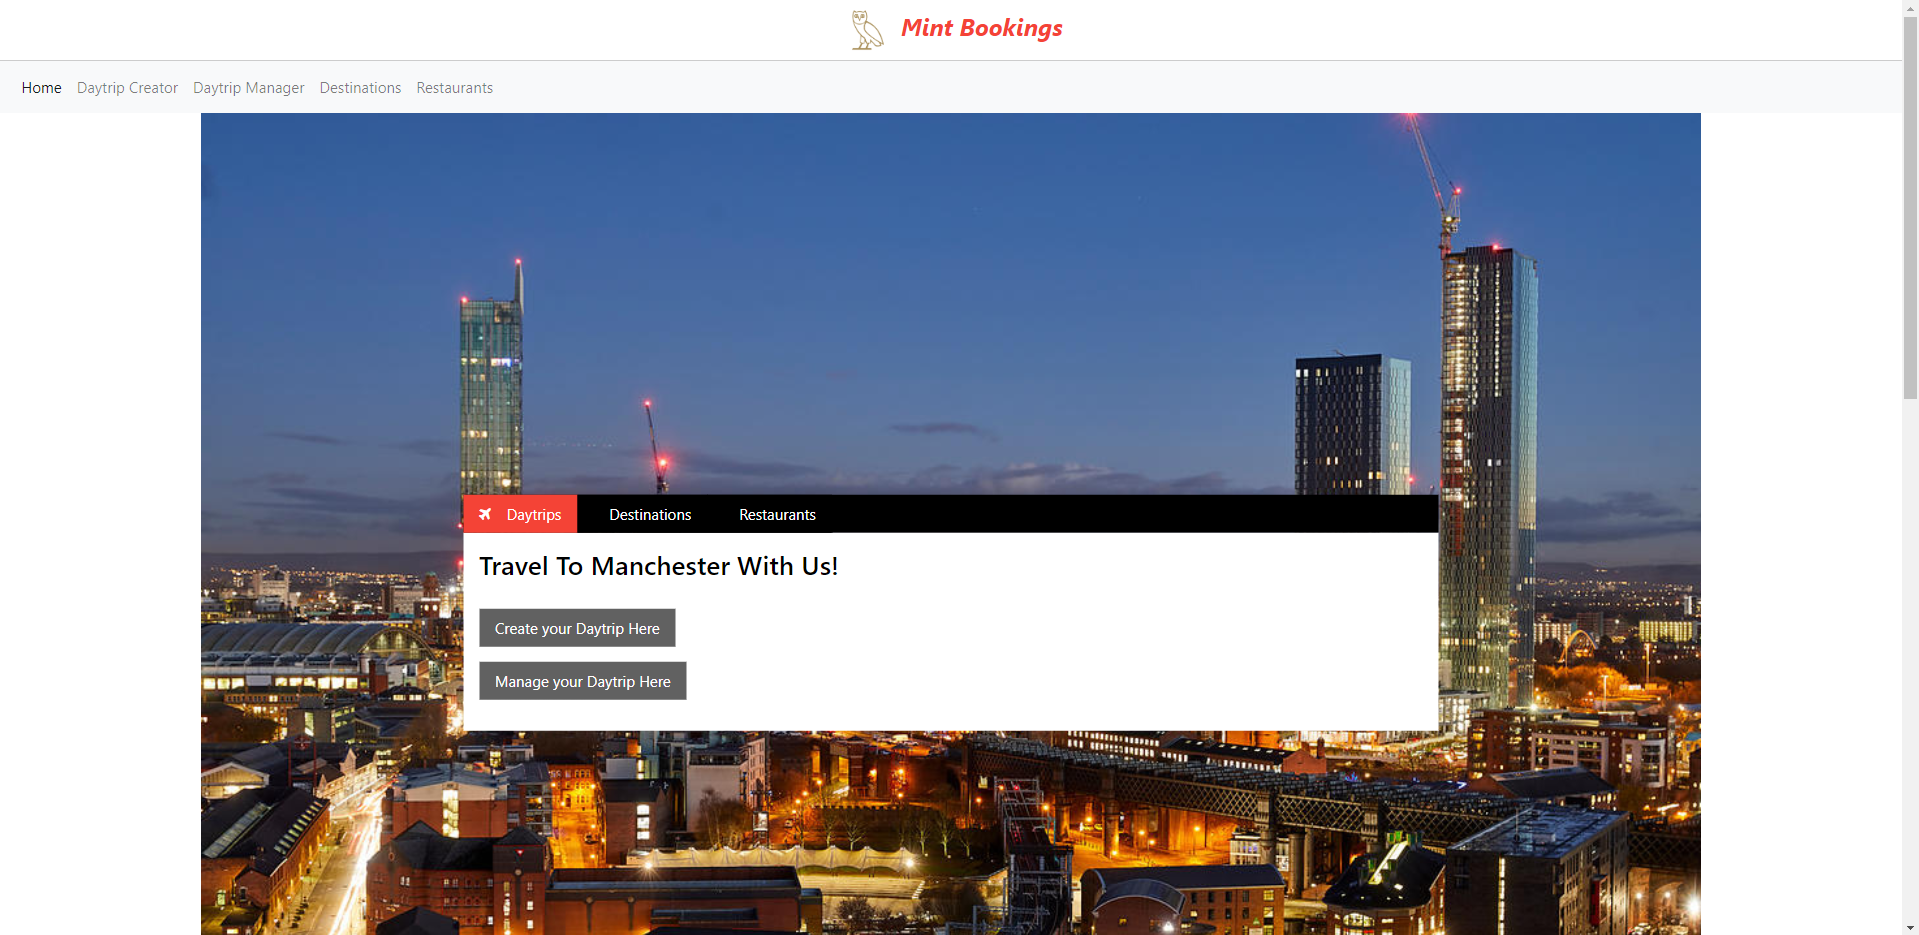 Mint Bookings
Home Daytrip Creator Daytrip Manager Destinations Restaurants
Daytrips Destinations Restaurants
Travel To Manchester With Us!
Create your Daytrip Here
Manage your Daytrip Here